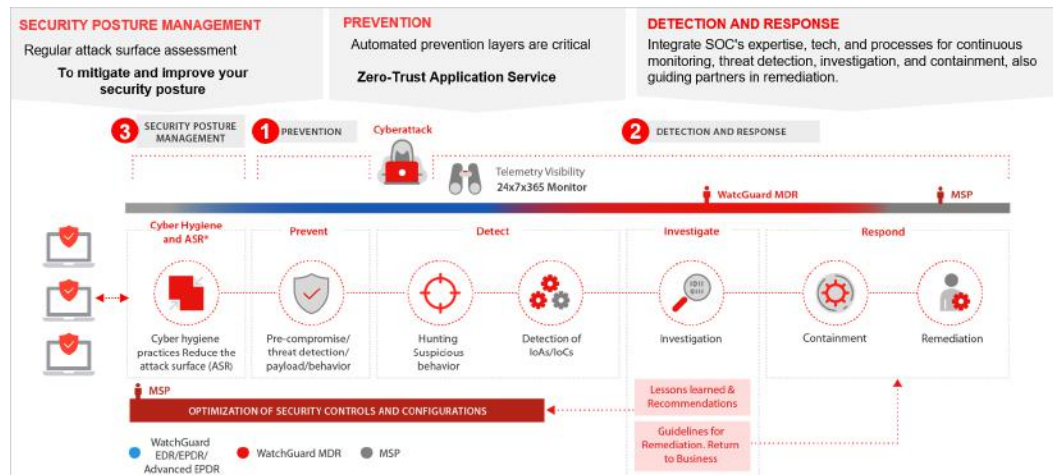 SECURITY POSTURE MANAGEMENT
Regular attack surface assessment
To mitigate and improve your
security posture
PREVENTION
Automated prevention layers are critical
Zero-Trust Application Service
DETECTION AND RESPONSE
Integrate SOC's expertise, tech, and processes for continuous
monitoring, threat detection, investigation, and containment, also
guiding partners in remediation.
3
SECURITY POSTURE
MANAGEMENT
1
PREVENTION
Cyberattack
2
DETECTION AND RESPONSE
Telemetry Visibility
24x7x365 Monitor
WatcGuard MDR
MSP
Cyber Hygiene
and ASR*
Prevent
Detect
Investigate
Respond
Cyber hygiene
practices Reduce the
attack surface (ASR)
Pre-compromise/
threat detection/
payload/behavior
Hunting
Suspicious
behavior
Detection of
IoAs/IoCs
Investigation
Containment
Remediation
MSP
OPTIMIZATION OF SECURITY CONTROLS AND CONFIGURATIONS
Lessons learned &
Recommendations
Guidelines for
Remediation. Return
to Business
WatchGuard
EDR/EPDR/
Advanced EPDR
WatchGuard MDR
MSP